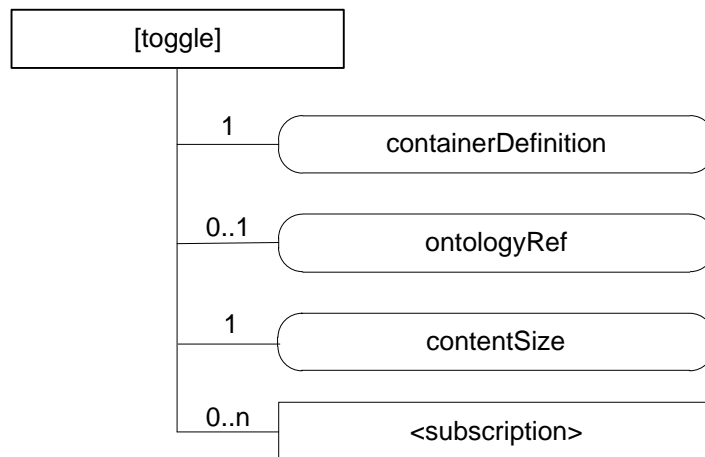 [toggle]
1
containerDefinition
0..1
ontologyRef
1
contentSize
0..n
<subscription>